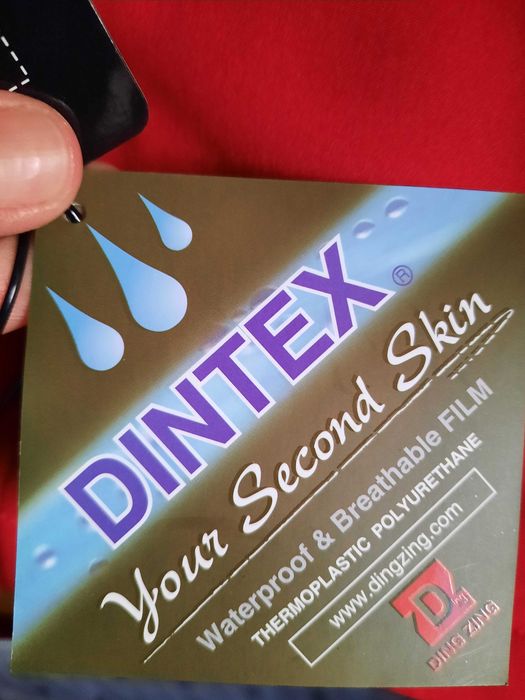 DINTEX®
Your Second Skin
Waterproof & Breathable FILM
THERMOPLASTIC POLYURETHANE
www.dingzing.com
DING ZING